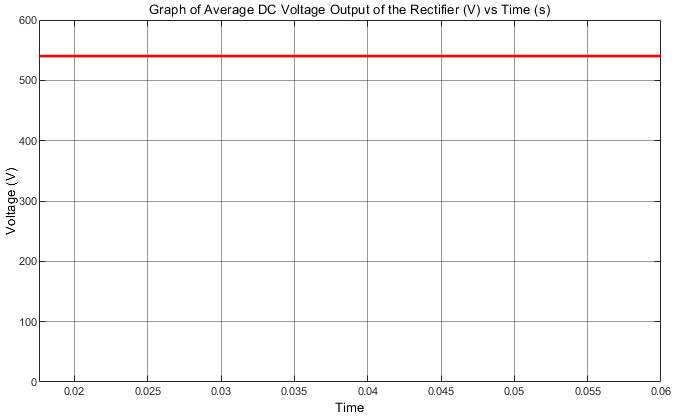 Graph of Average DC Voltage Output of the Rectifier (V) vs Time (s)
600
500
400
300
200
100
0
Voltage (V)
0.02 0.025 0.03 0.035 0.04 0.045 0.05 0.055 0.06
Time